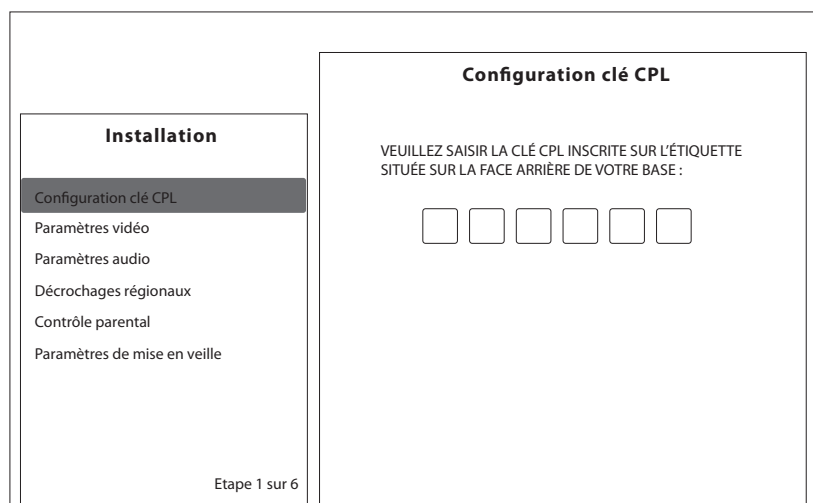 Installation
Configuration clé CPL
Paramètres vidéo
Paramètres audio
Décrochages régionaux
Contrôle parental
Paramètres de mise en veille
Etape 1 sur 6
Configuration clé CPL
VEUILLEZ SAISIR LA CLÉ CPL INSCRITE SUR L'ÉTIQUETTE
SITUÉE SUR LA FACE ARRIÈRE DE VOTRE BASE :